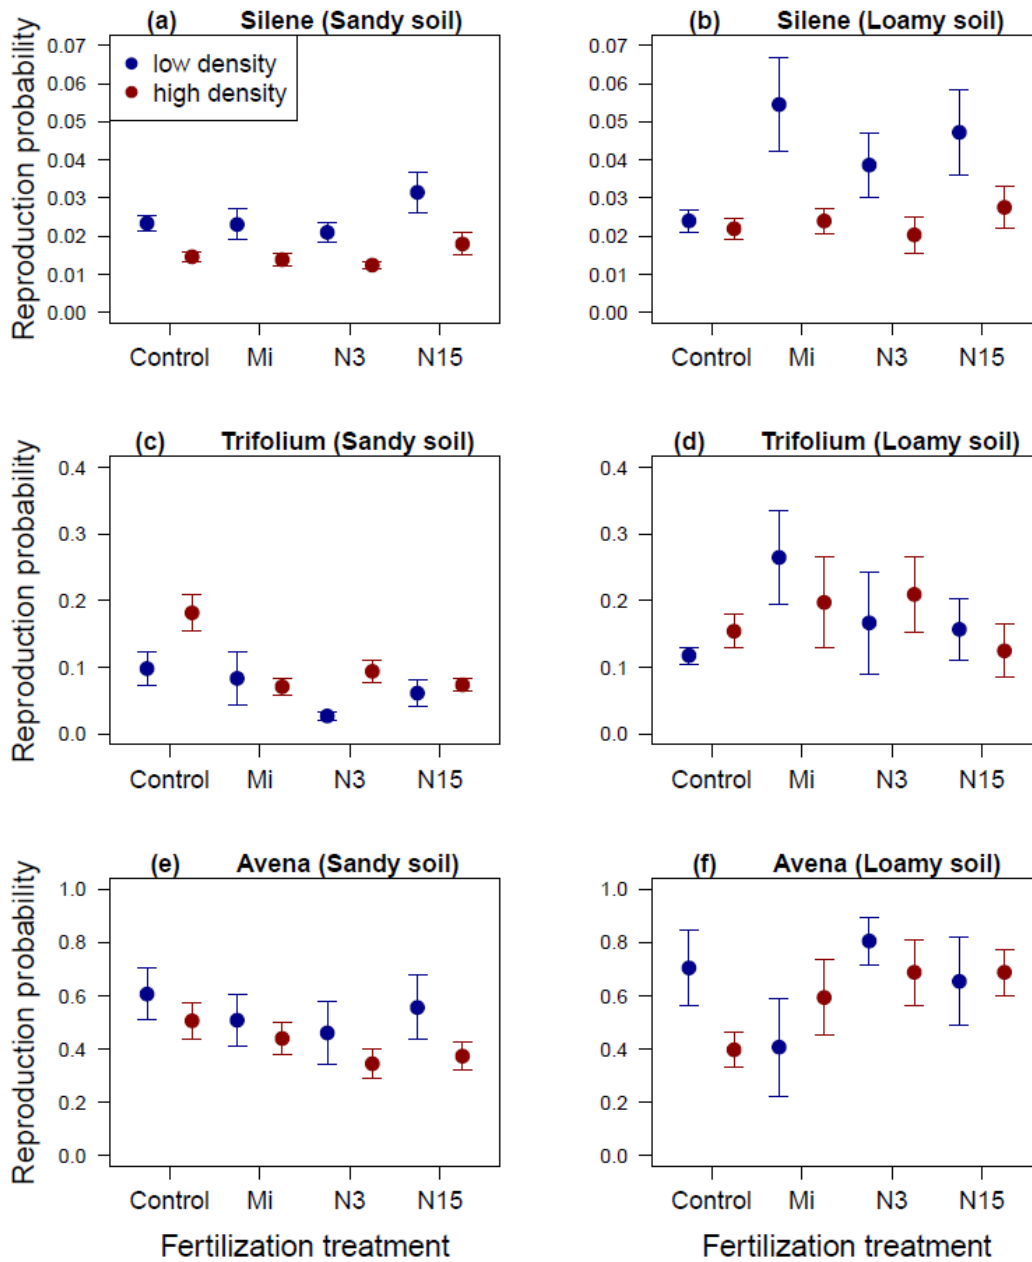 (a) Silene (Sandy soil)
Reproduction probability
0.07
0.06
0.05
0.04
0.03
0.02
0.01
0.00
low density
high density
Control Mi N3 N15
(b) Silene (Loamy soil)
0.07
0.06
0.05
0.04
0.03
0.02
0.01
0.00
Control Mi N3 N15
(c) Trifolium (Sandy soil)
Reproduction probability
0.4
0.3
0.2
0.1
0.0
Control Mi N3 N15
(d) Trifolium (Loamy soil)
0.4
0.3
0.2
0.1
0.0
Control Mi N3 N15
(e) Avena (Sandy soil)
Reproduction probability
1.0
0.8
0.6
0.4
0.2
0.0
Control Mi N3 N15
Fertilization treatment
(f) Avena (Loamy soil)
1.0
0.8
0.6
0.4
0.2
0.0
Control Mi N3 N15
Fertilization treatment